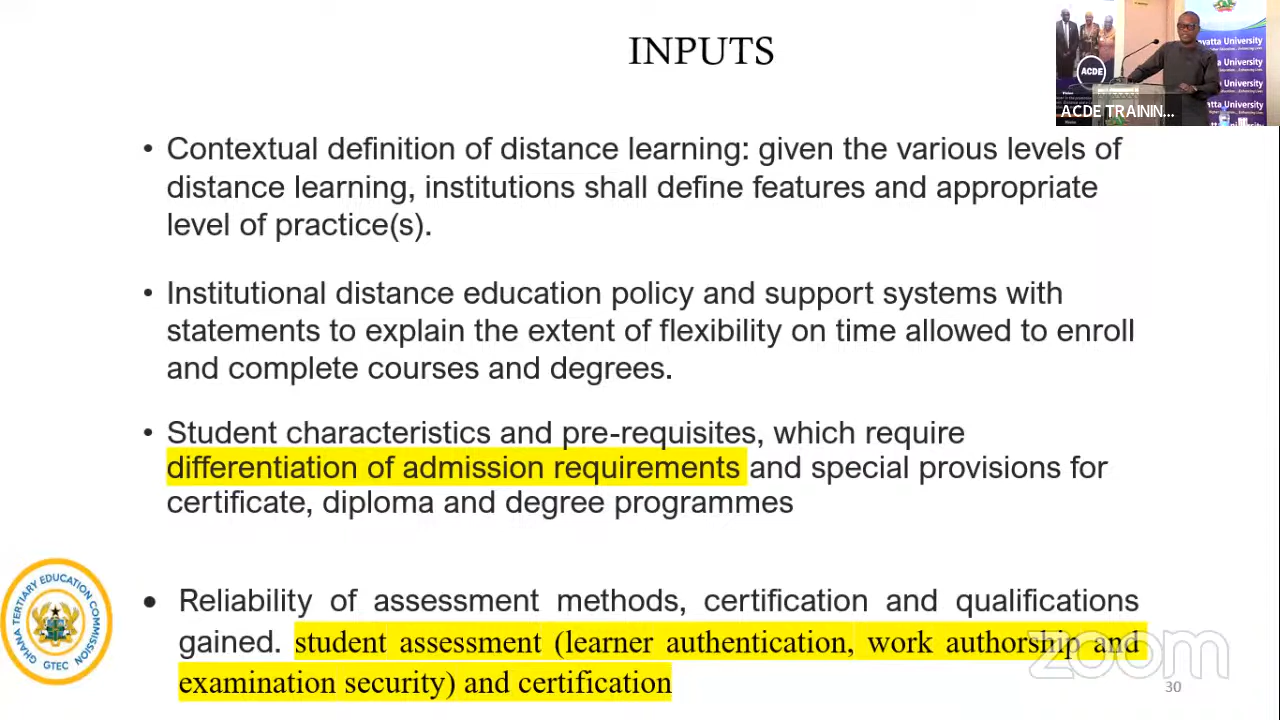 INPUTS
ACDE
ACDE TRAININ...
nyatta University
vatta University
• Contextual definition of distance learning: given the various levels of
distance learning, institutions shall define features and appropriate
level of practice(s).
• Institutional distance education policy and support systems with
statements to explain the extent of flexibility on time allowed to enroll
and complete courses and degrees.
• Student characteristics and pre-requisites, which require
differentiation of admission requirements and special provisions for
certificate, diploma and degree programmes
• Reliability of assessment methods, certification and qualifications
gained. student assessment (learner authentication, work authorship and
examination security) and certification
GHANA TERTIARY EDUCATION COMMISSION
GTEC
zoom
30